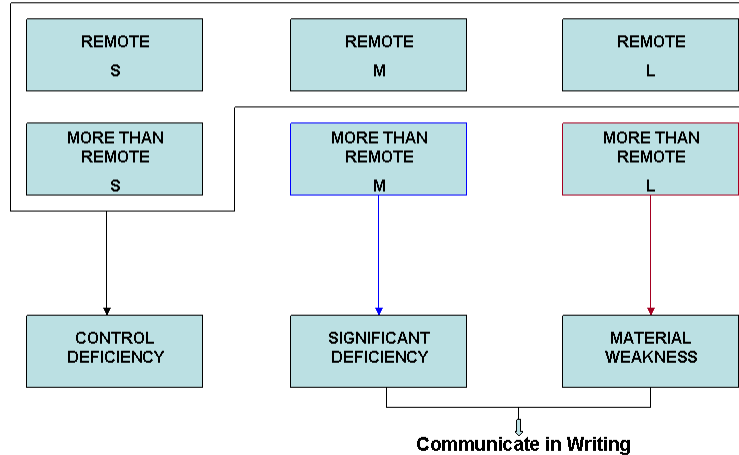 REMOTE
S
REMOTE
M
REMOTE
L
MORE THAN
REMOTE
S
MORE THAN
REMOTE
M
MORE THAN
REMOTE
L
CONTROL
DEFICIENCY
SIGNIFICANT
DEFICIENCY
MATERIAL
WEAKNESS
Communicate in Writing